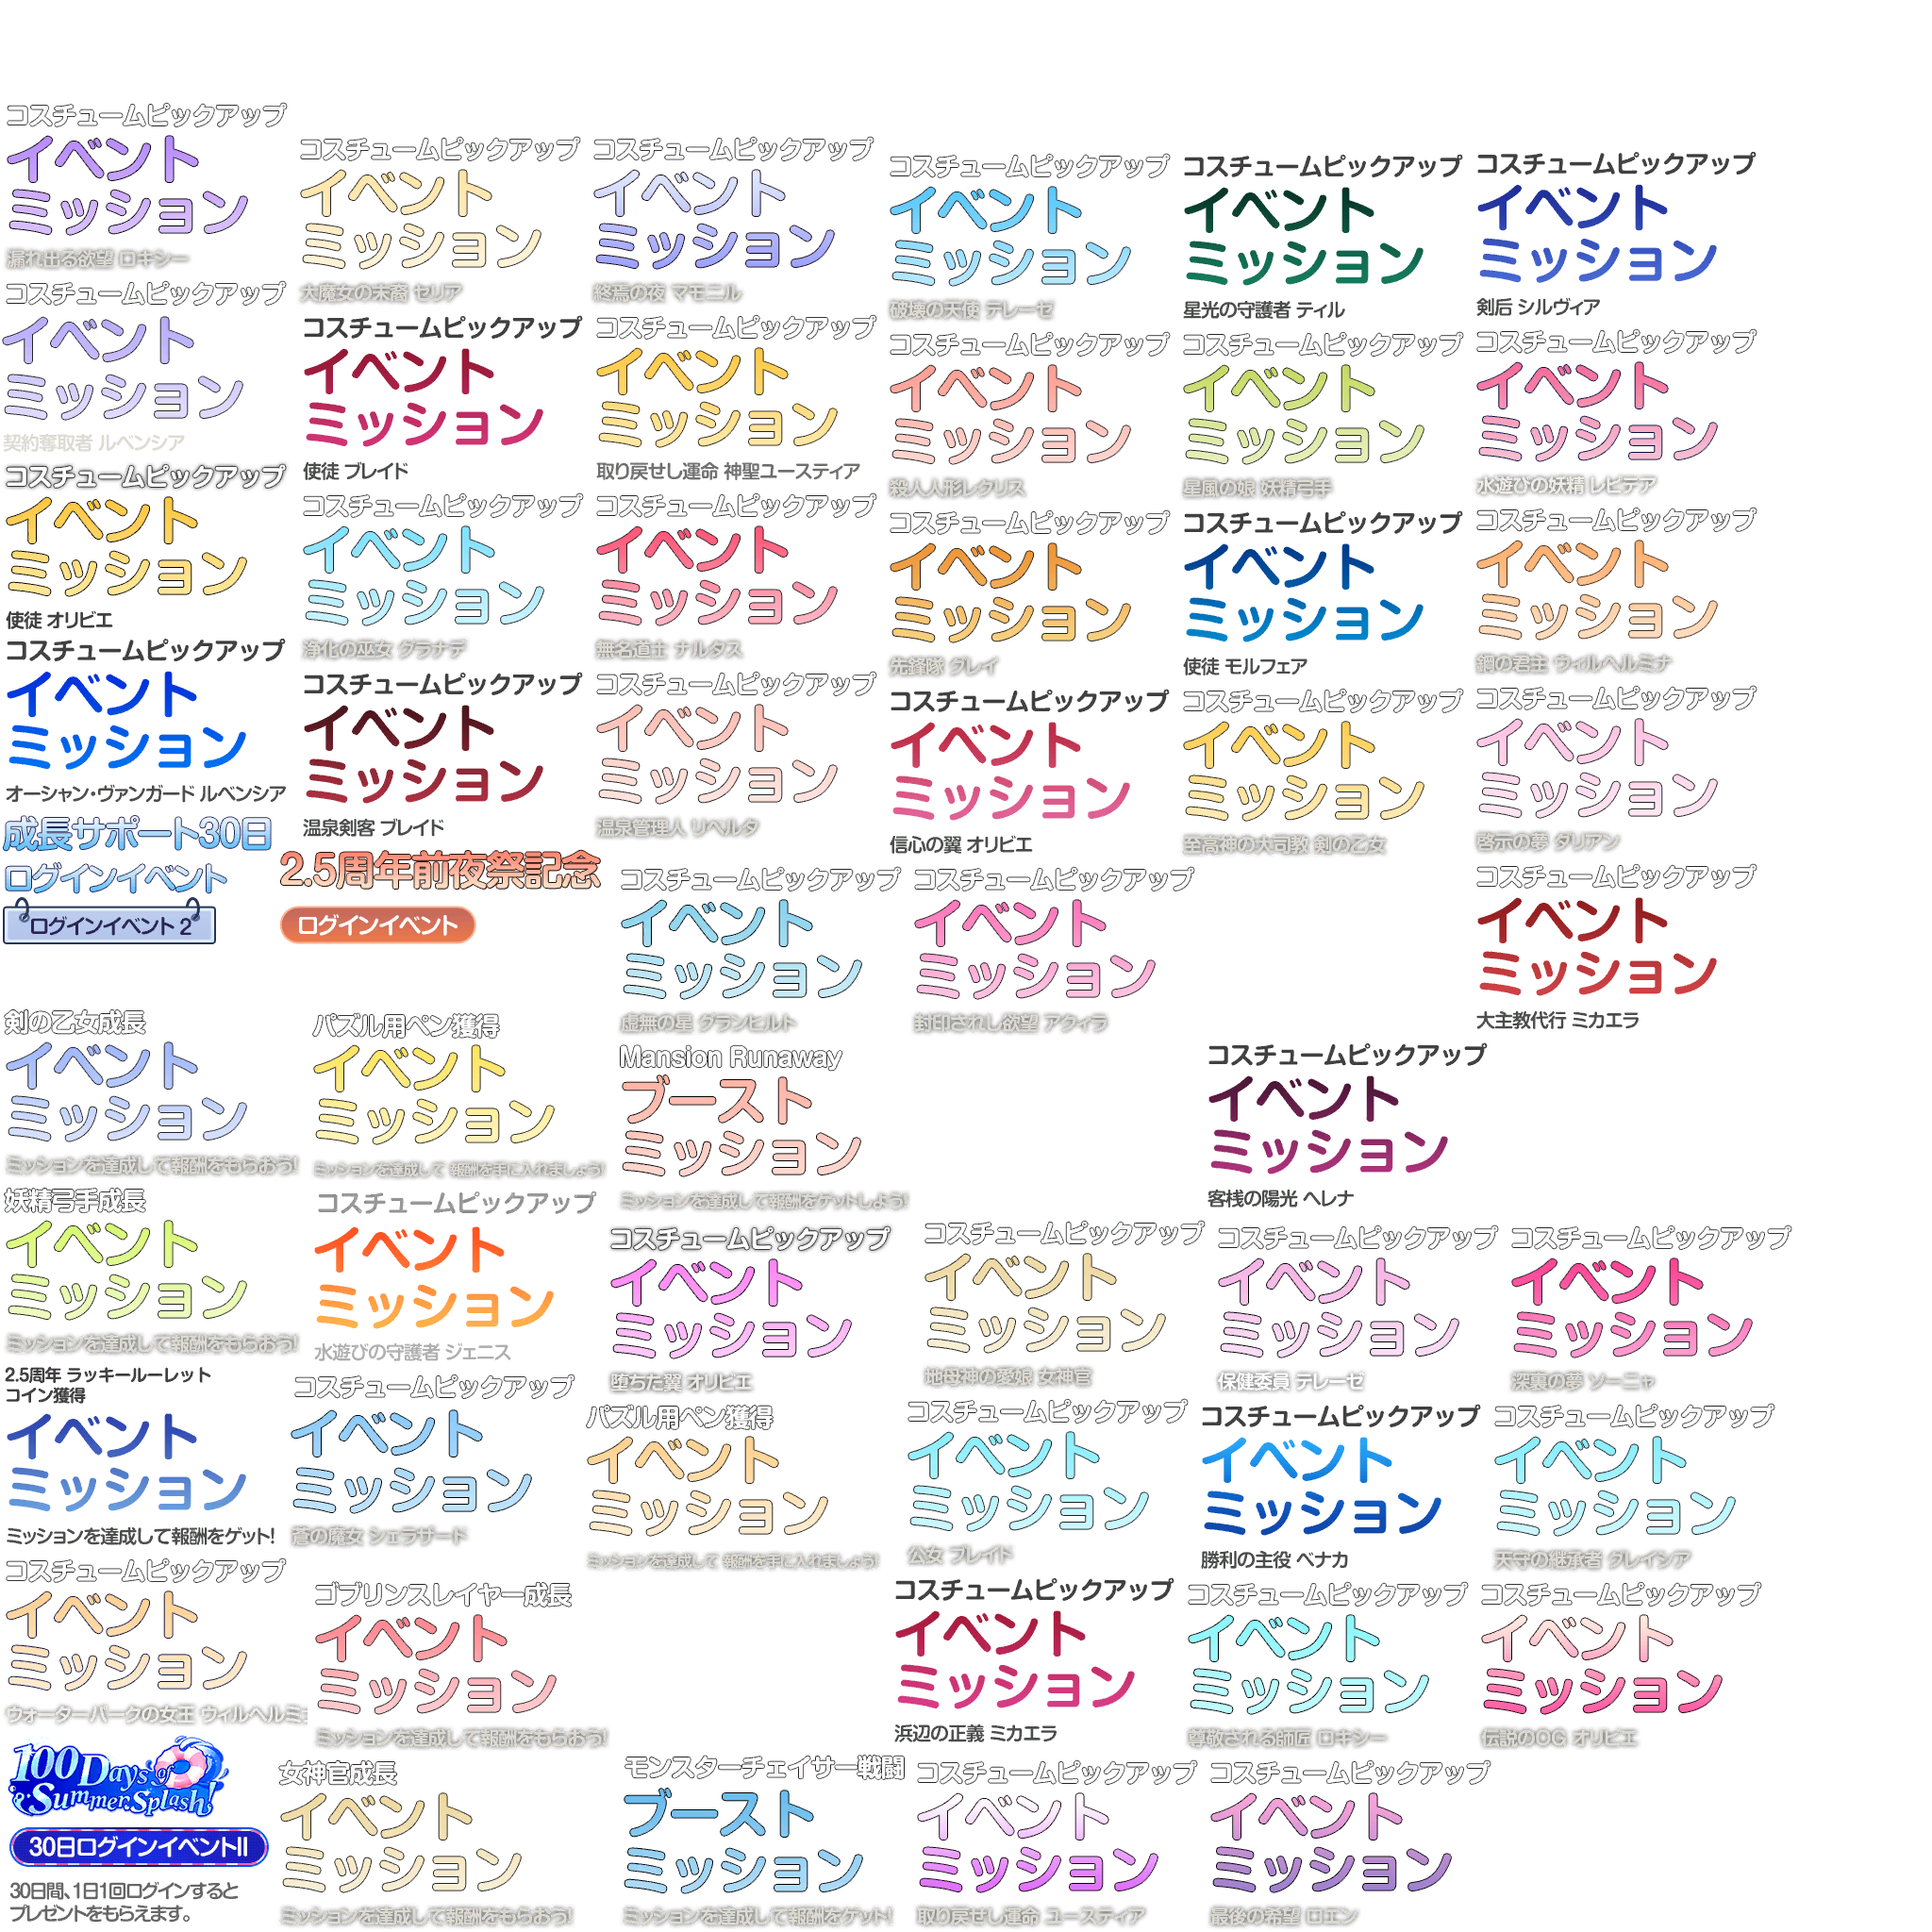 コスチュームピックアップ
イベント
ミッション
漏れ出る欲望 ロキシー
コスチュームピックアップ
イベント
ミッション
契約奪取者 ルベンシア
コスチュームピックアップ
イベント
ミッション
使徒 オリビエ
コスチュームピックアップ
イベント
ミッション
オーシャン・ヴァンガード ルベンシア
成長サポート30日
ログインイベント
ログインイベント 2
コスチュームピックアップ
イベント
ミッション
大魔女の末裔 セリア
コスチュームピックアップ
イベント
ミッション
使徒 ブレイド
コスチュームピックアップ
イベント
ミッション
浄化の巫女 グラナデ
コスチュームピックアップ
イベント
ミッション
温泉剣客 ブレイド
2.5周年前夜祭記念
ログインイベント
コスチュームピックアップ
イベント
ミッション
終焉の夜 マモニル
コスチュームピックアップ
イベント
ミッション
取り戻せし運命 神聖ユースティア
コスチュームピックアップ
イベント
ミッション
無名道士 ナルタス
コスチュームピックアップ
イベント
ミッション
温泉管理人 リベルタ
コスチュームピックアップ
イベント
ミッション
破壊の天使 テレーゼ
コスチュームピックアップ
イベント
ミッション
殺人人形レクリス
コスチュームピックアップ
イベント
ミッション
先鋒隊 グレイ
コスチュームピックアップ
イベント
ミッション
信心の翼 オリビエ
コスチュームピックアップ
イベント
ミッション
星光の守護者 ティル
コスチュームピックアップ
イベント
ミッション
星風の娘 妖精弓手
コスチュームピックアップ
イベント
ミッション
使徒 モルフェア
コスチュームピックアップ
イベント
ミッション
至高神の大司教 剣の乙女
コスチュームピックアップ
イベント
ミッション
剣后 シルヴィア
コスチュームピックアップ
イベント
ミッション
水遊びの妖精 レビテア
コスチュームピックアップ
イベント
ミッション
鋼の君主 ウィルヘルミナ
コスチュームピックアップ
イベント
ミッション
啓示の夢 ダリアン
コスチュームピックアップ
イベント
ミッション
大主教代行 ミカエラ
コスチュームピックアップ
イベント
ミッション
虚無の星 グランヒルト
コスチュームピックアップ
イベント
ミッション
封印されし欲望 アクィラ
剣の乙女成長
イベント
ミッション
ミッションを達成して報酬をもらおう!
パズル用ペン獲得
イベント
ミッション
ミッションを達成して 報酬を手に入れましょう!
Mansion Runaway
ブースト
ミッション
ミッションを達成して報酬をゲットしよう!
コスチュームピックアップ
イベント
ミッション
客桟の陽光 ヘレナ
妖精弓手成長
イベント
ミッション
ミッションを達成して報酬をもらおう!
コスチュームピックアップ
イベント
ミッション
水遊びの守護者 ジェニス
コスチュームピックアップ
イベント
ミッション
堕ちた翼 オリビエ
コスチュームピックアップ
イベント
ミッション
地母神の愛娘 女神官
コスチュームピックアップ
イベント
ミッション
保健委員 テレーゼ
コスチュームピックアップ
イベント
ミッション
深裏の夢 ソーニャ
2.5周年 ラッキールーレット
コイン獲得
イベント
ミッション
ミッションを達成して報酬をゲット!
コスチュームピックアップ
イベント
ミッション
蒼の魔女 シェラザード
パズル用ペン獲得
イベント
ミッション
ミッションを達成して 報酬を手に入れましょう!
コスチュームピックアップ
イベント
ミッション
公女 ブレイド
コスチュームピックアップ
イベント
ミッション
勝利の主役 ベナカ
コスチュームピックアップ
イベント
ミッション
天守の継承者 グレイシア
コスチュームピックアップ
イベント
ミッション
ウォーターパークの女王 ウィルヘルミ
ゴブリンスレイヤー成長
イベント
ミッション
ミッションを達成して報酬をもらおう!
コスチュームピックアップ
イベント
ミッション
浜辺の正義 ミカエラ
コスチュームピックアップ
イベント
ミッション
尊敬される師匠 ロキシー
コスチュームピックアップ
イベント
ミッション
伝説のOG オリビエ
100 Days of
Summer Splash!
30日ログインイベントII
30日間、1日1回ログインすると
プレゼントをもらえます。
女神官成長
イベント
ミッション
ミッションを達成して報酬をもらおう!
モンスターチェイサー戦闘
ブースト
ミッション
ミッションを達成して報酬をゲット!
コスチュームピックアップ
イベント
ミッション
取り戻せし運命 ユースティア
コスチュームピックアップ
イベント
ミッション
最後の希望 ロエン